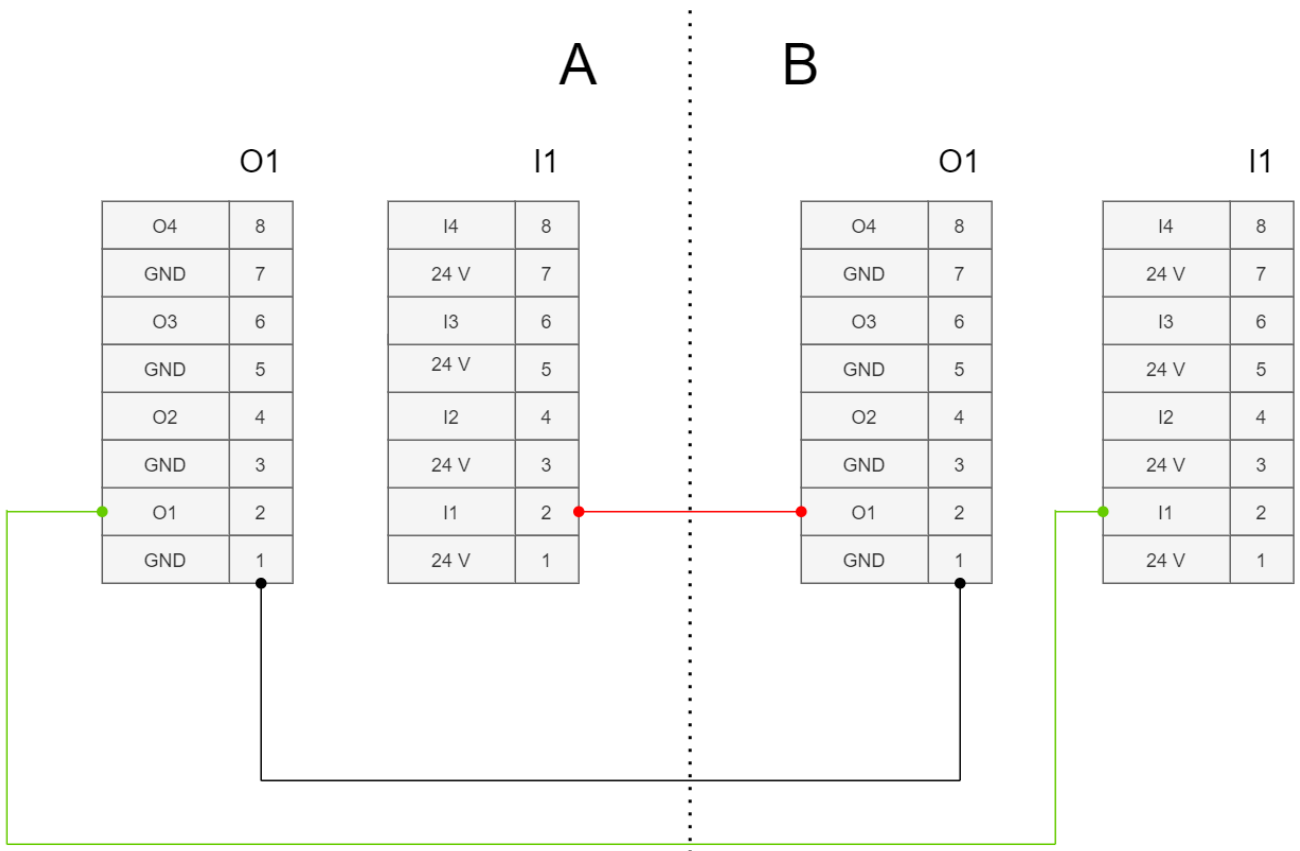 A B
O1 I1 O1 I1
O4 8 I4 8 O4 8 I4 8
GND 7 24 V 7 GND 7 24 V 7
O3 6 I3 6 O3 6 I3 6
GND 5 24 V 5 GND 5 24 V 5
O2 4 I2 4 O2 4 I2 4
GND 3 24 V 3 GND 3 24 V 3
O1 2 I1 2 O1 2 I1 2
GND 1 24 V 1 GND 1 24 V 1